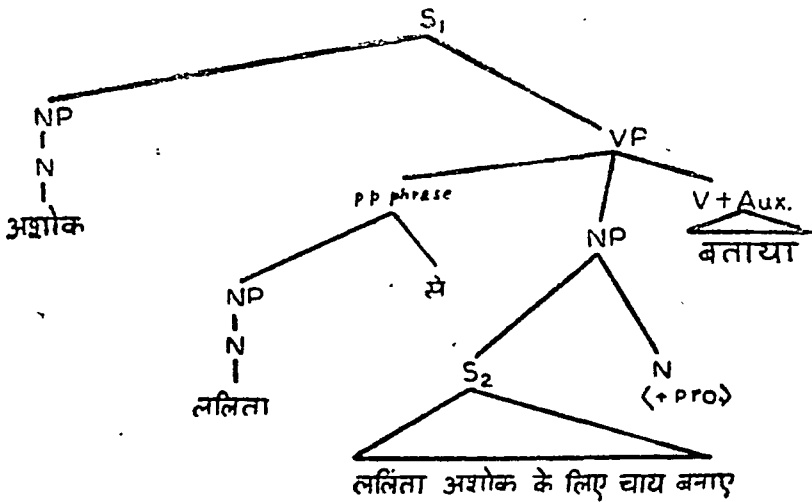 S₁
NP
VP
N
pp phrase
V + Aux.
अशोक
NP
बताया
NP
से
N
S₂
N
ललिता
(+ pro.)
ललिता अशोक के लिए चाय बनाए